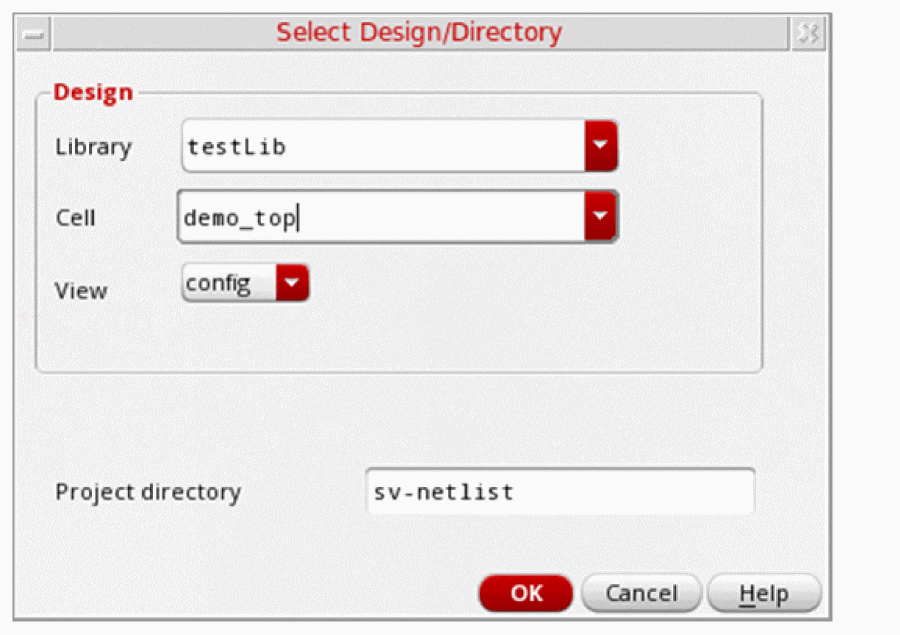 Select Design/Directory
Design
Library testLib
Cell demo_top
View config
Project directory sv-netlist
OK Cancel Help